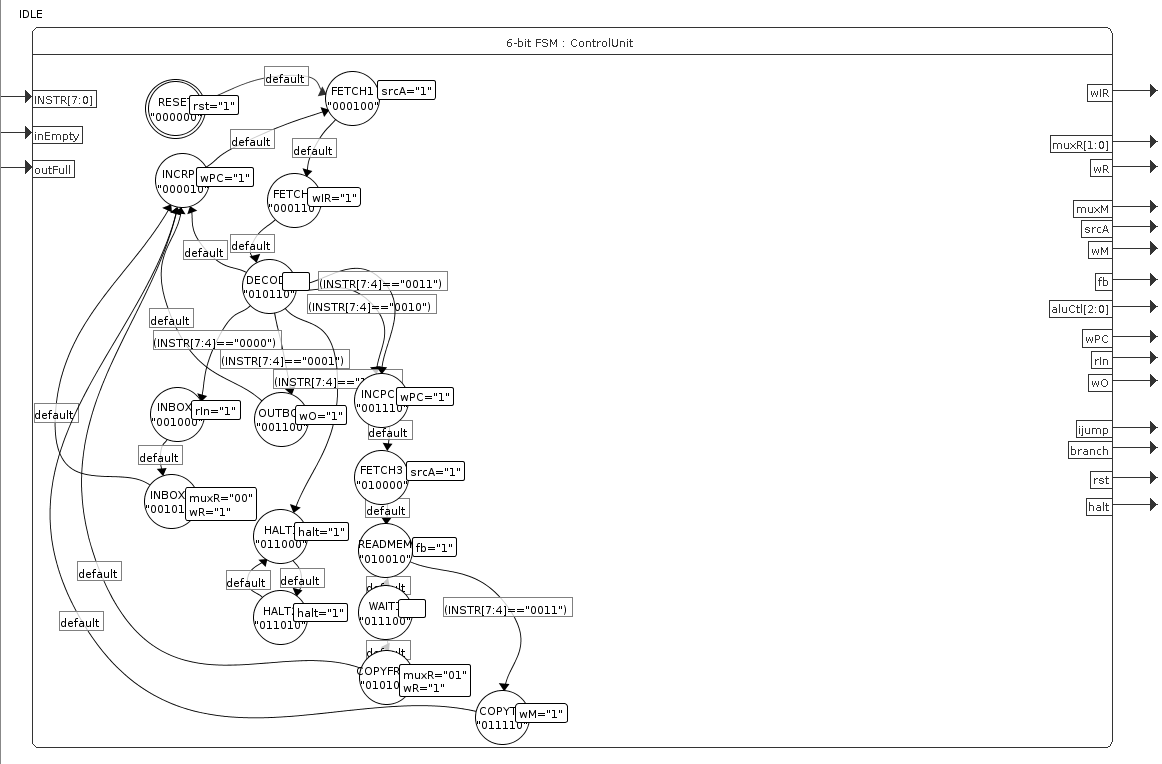 IDLE
6-bit FSM : ControlUnit
INSTR[7:0]
inEmpty
outFull
RESET
"000000"
rst="1"
default
FETCH1
"000100"
srcA="1"
default
default
INCRP
"000010"
wPC="1"
FETCH
"000110"
wIR="1"
default
default
DECOD
"010110"
(INSTR[7:4]=="0011")
(INSTR[7:4]=="0010")
default
(INSTR[7:4]=="0000")
(INSTR[7:4]=="0001")
(INSTR[7:4]=="
INBOX
"001000"
rIn="1"
OUTBO
"001100"
wO="1"
INCPC
"001110"
wPC="1"
default
default
default
FETCH3
"010000"
srcA="1"
INBOX
"00101
muxR="00"
wR="1"
default
HALT
"011000"
halt="1"
READMEM
"010010"
fb="1"
default
default
default
default
HALT
"011010"
halt="1"
WAIT1
"011100"
(INSTR[7:4]=="0011")
default
default
COPYFR
"01010
muxR="01"
wR="1"
COPYT
"011110"
wM="1"
wIR
muxR[1:0]
wR
muxM
srcA
wM
fb
aluCtl[2:0]
wPC
rIn
wO
ijump
branch
rst
halt